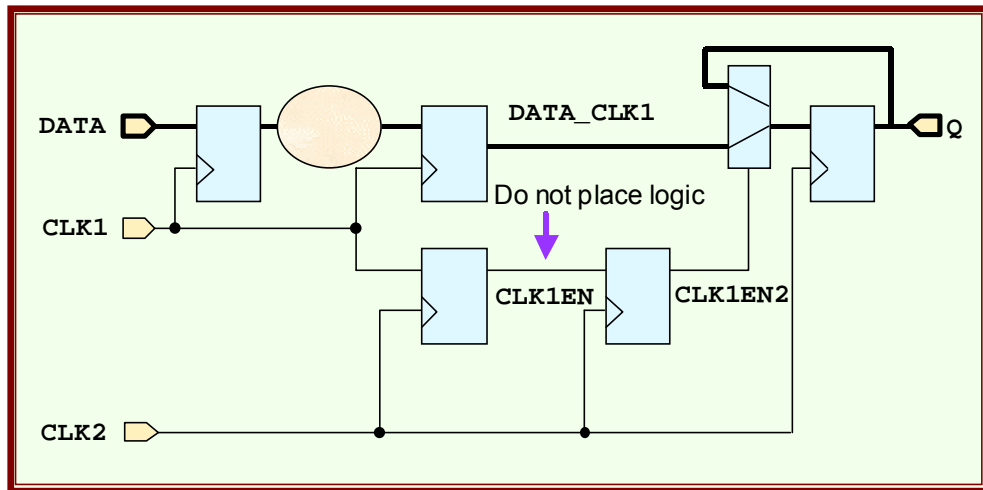 DATA
DATA_CLK1
Q
Do not place logic
CLK1
CLK1EN
CLK1EN2
CLK2